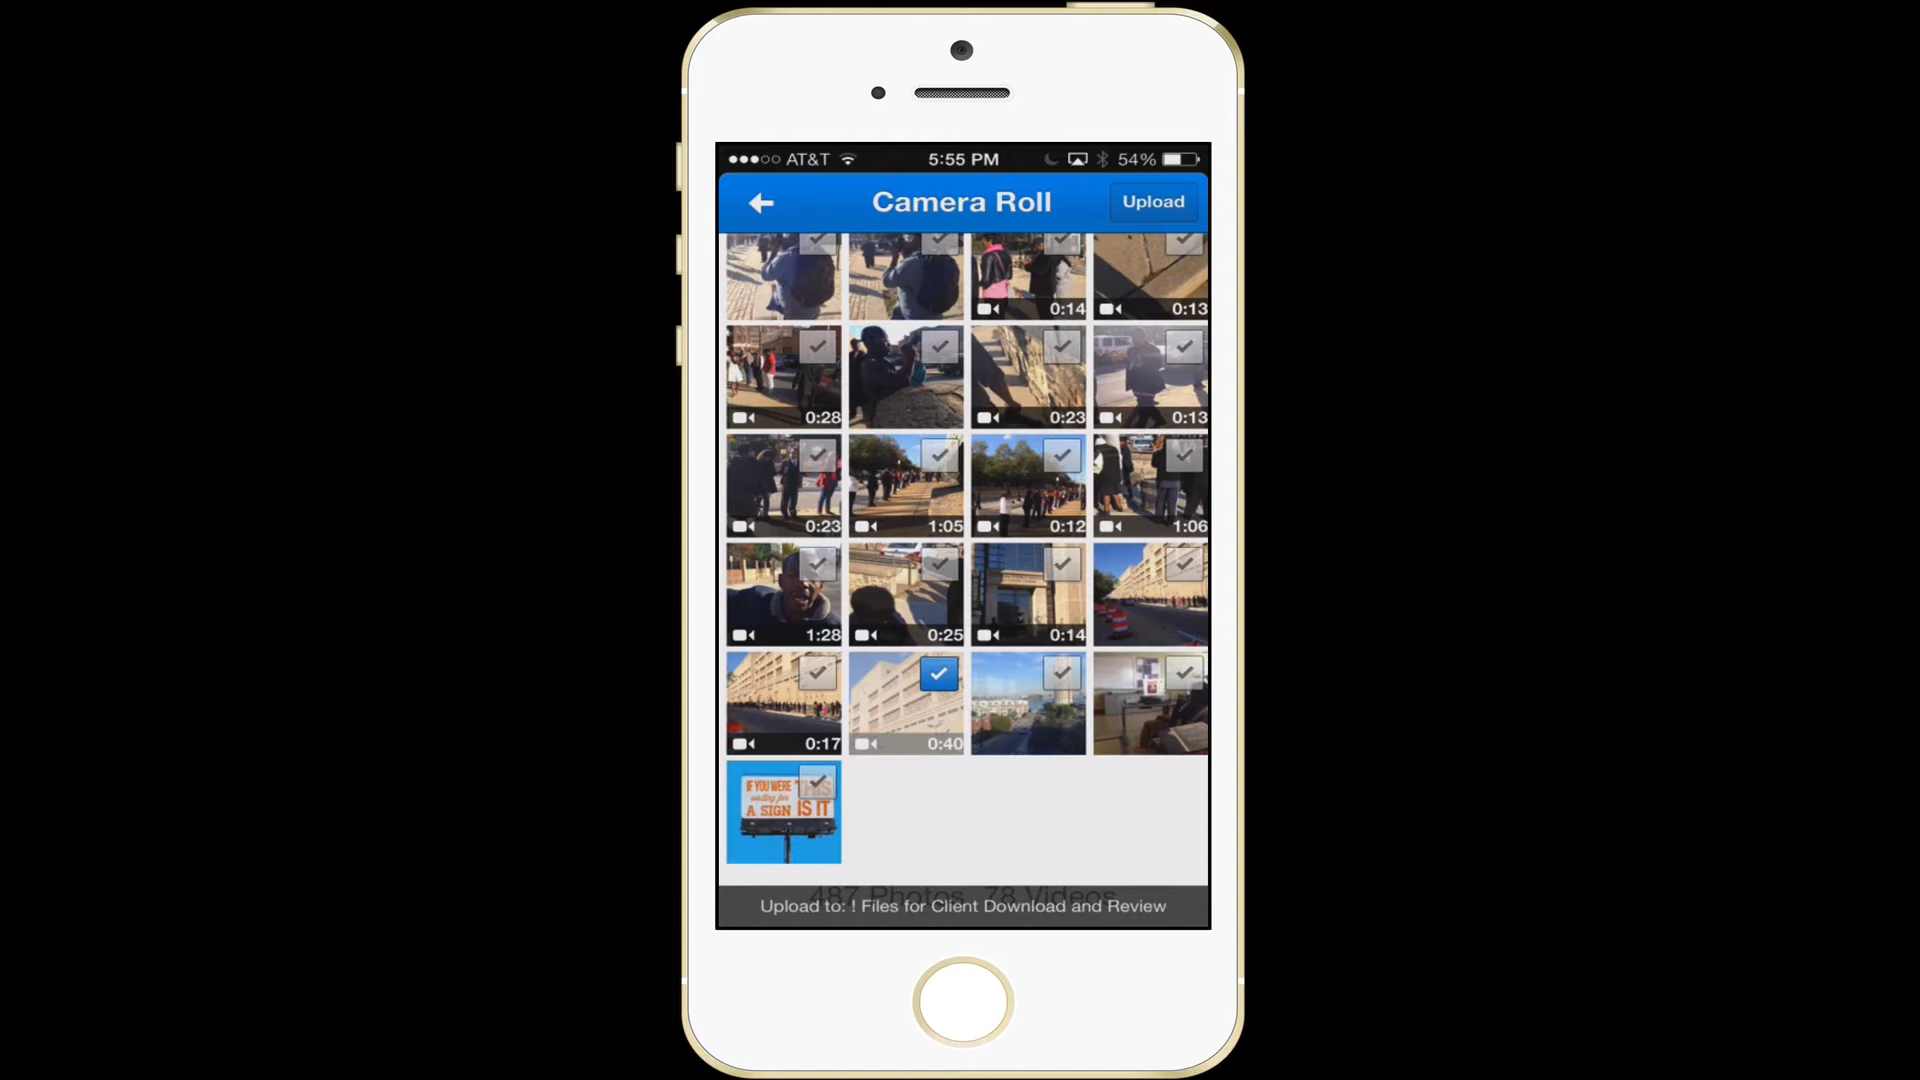 AT&T 5:55 PM 54%
Camera Roll Upload
0:14 0:13
0:28 0:23 0:13
0:23 1:05 0:12 1:06
1:28 0:25 0:14
0:17 0:40
IF YOU WERE THIS
waiting for
A SIGN IS IT
487 Photos, 78 Videos
Upload to: ! Files for Client Download and Review